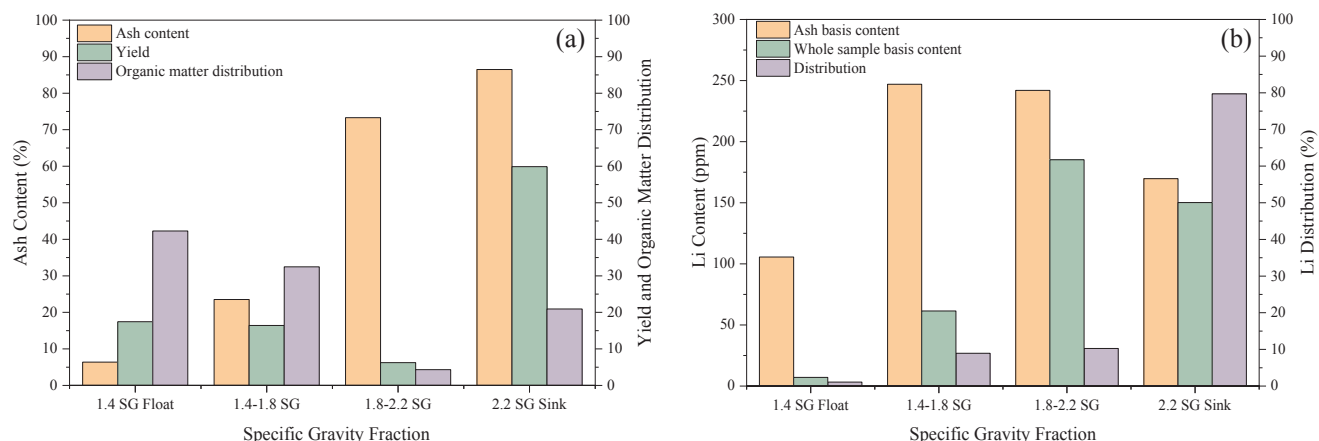 (a)
Ash content
Yield
Organic matter distribution
100
90
80
70
60
50
40
30
20
10
0
Ash Content (%)
100
90
80
70
60
50
40
30
20
10
0
Yield and Organic Matter Distribution
1.4 SG Float
1.4-1.8 SG
1.8-2.2 SG
2.2 SG Sink
Specific Gravity Fraction
(b)
Ash basis content
Whole sample basis content
Distribution
300
250
200
150
100
50
0
Li Content (ppm)
100
90
80
70
60
50
40
30
20
10
0
Li Distribution (%)
1.4 SG Float
1.4-1.8 SG
1.8-2.2 SG
2.2 SG Sink
Specific Gravity Fraction